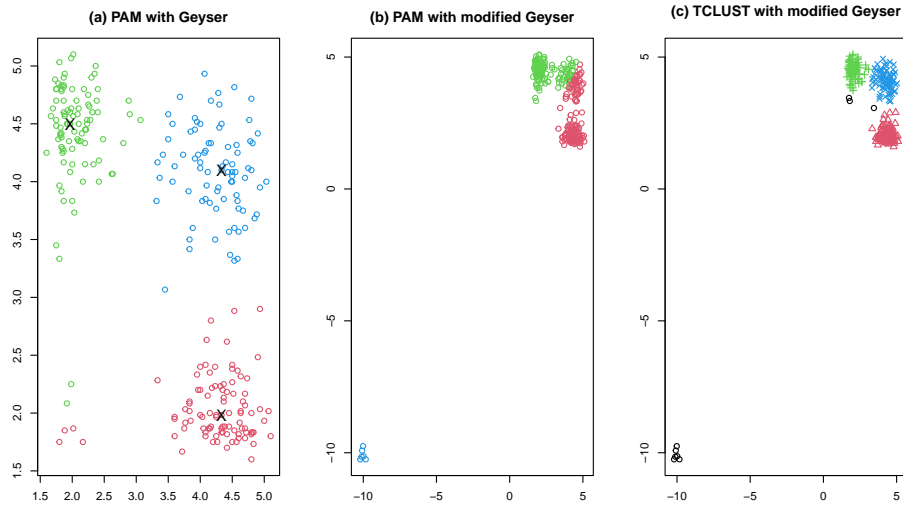 (a) PAM with Geyser
(b) PAM with modified Geyser
(c) TCLUST with modified Geyser
5.0
4.5
4.0
3.5
3.0
2.5
2.0
1.5
1.5 2.0 2.5 3.0 3.5 4.0 4.5 5.0
X
X
X
5
0
−5
−10
−10 −5 0 5
5
0
−5
−10
−10 −5 0 5